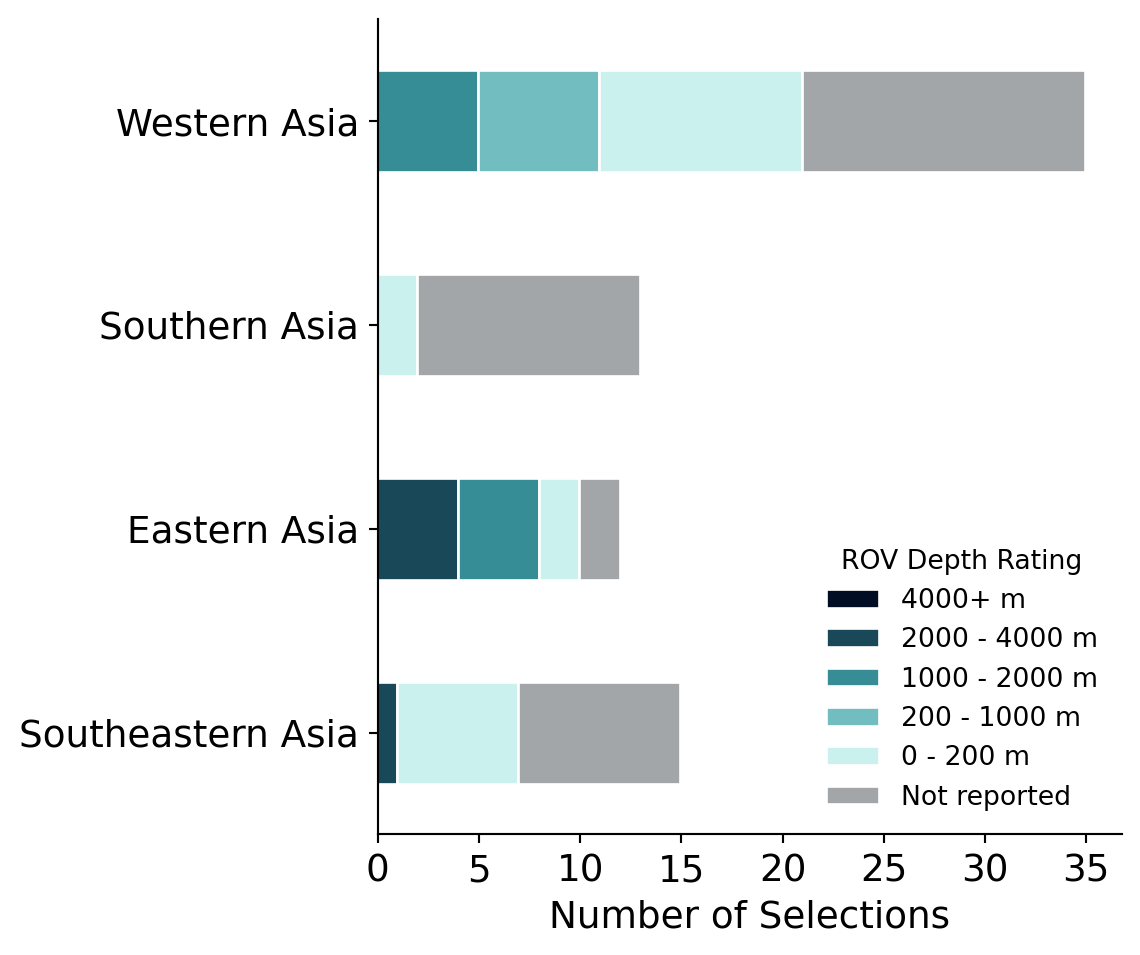 Western Asia
Southern Asia
Eastern Asia
Southeastern Asia
ROV Depth Rating
4000+ m
2000 - 4000 m
1000 - 2000 m
200 - 1000 m
0 - 200 m
Not reported
0 5 10 15 20 25 30 35
Number of Selections